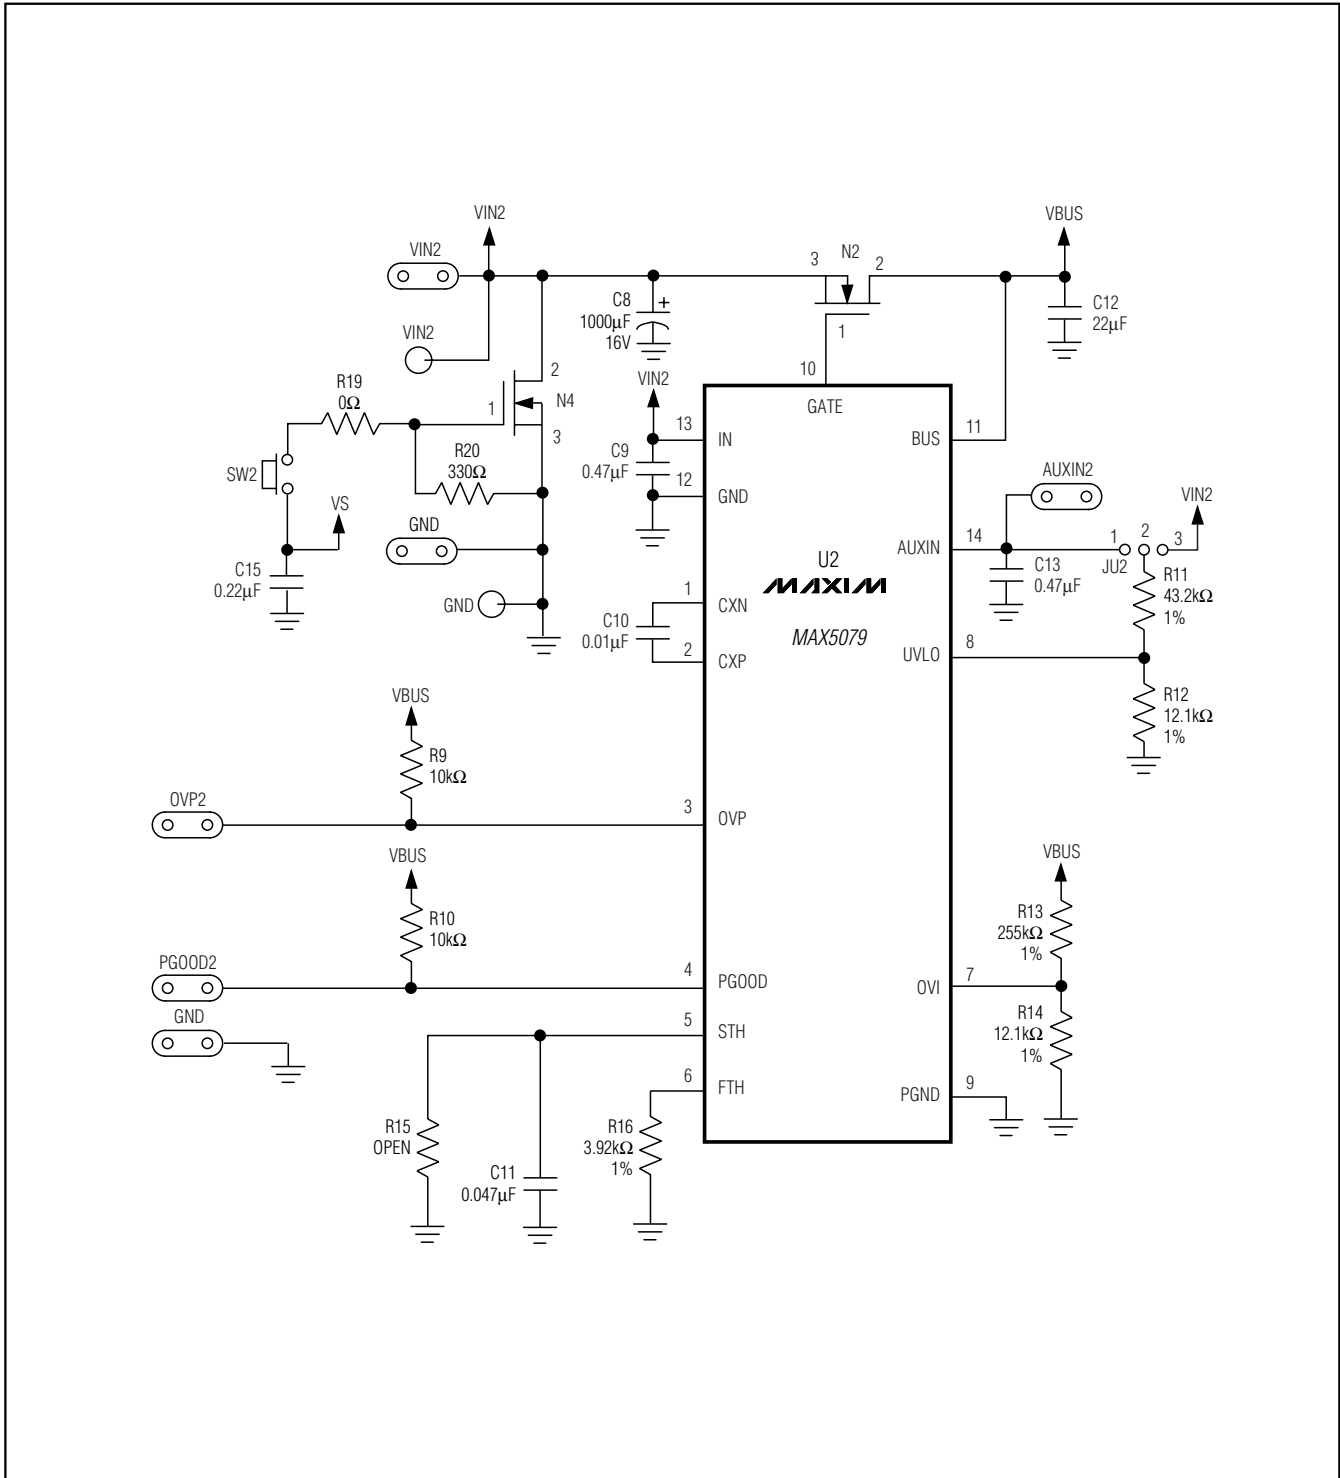 VIN2
VBUS
VIN2
3
N2
2
C8
1000µF
16V
+
C12
22µF
VIN2
1
10
R19
0Ω
2
1
N4
3
VIN2
GATE
13
IN
BUS
11
R20
330Ω
C9
0.47µF
SW2
12
GND
AUXIN2
VS
GND
VIN2
AUXIN
14
1
2
3
JU2
U2
MAXIM
C15
0.22µF
C13
0.47µF
R11
43.2kΩ
1%
GND
1
CXN
C10
0.01µF
MAX5079
2
CXP
UVLO
8
VBUS
R12
12.1kΩ
1%
R9
10kΩ
OVP2
3
OVP
VBUS
VBUS
R10
10kΩ
R13
255kΩ
1%
PGOOD2
4
PGOOD
OVI
7
GND
5
STH
R14
12.1kΩ
1%
6
FTH
PGND
9
R15
OPEN
R16
3.92kΩ
1%
C11
0.047µF